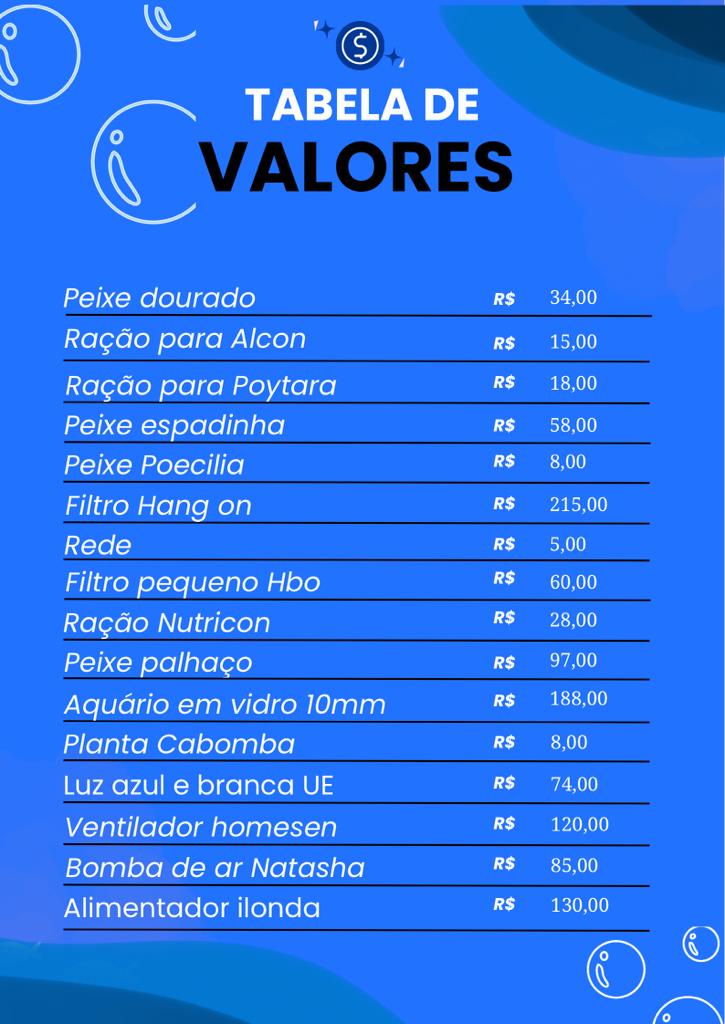 $
TABELA DE
VALORES
Peixe dourado R$ 34,00
Ração para Alcon R$ 15,00
Ração para Poytara R$ 18,00
Peixe espadinha R$ 58,00
Peixe Poecilia R$ 8,00
Filtro Hang on R$ 215,00
Rede R$ 5,00
Filtro pequeno Hbo R$ 60,00
Ração Nutricon R$ 28,00
Peixe palhaço R$ 97,00
Aquário em vidro 10mm R$ 188,00
Planta Cabomba R$ 8,00
Luz azul e branca UE R$ 74,00
Ventilador homesen R$ 120,00
Bomba de ar Natasha R$ 85,00
Alimentador ilonda R$ 130,00